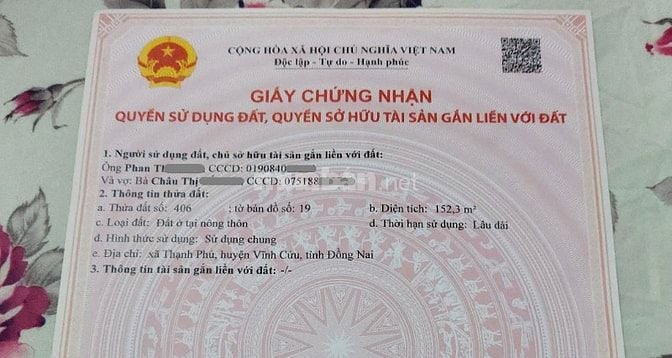 CỘNG HÒA XÃ HỘI CHỦ NGHĨA VIỆT NAM
Độc lập - Tự do - Hạnh phúc
GIẤY CHỨNG NHẬN
QUYỀN SỬ DỤNG ĐẤT, QUYỀN SỞ HỮU TÀI SẢN GẮN LIỀN VỚI ĐẤT
1. Người sử dụng đất, chủ sở hữu tài sản gắn liền với đất:
Ông Phan CCCD: 0190840
Và vợ: Bà Châu Thị CCCD: 075188
2. Thông tin thửa đất:
a. Thửa đất số: 406 ; tờ bản đồ số: 19 b. Diện tích: 152,3 m²
c. Loại đất: Đất ở tại nông thôn d. Thời hạn sử dụng: Lâu dài
đ. Hình thức sử dụng: Sử dụng chung
e. Địa chỉ: xã Thạnh Phú, huyện Vĩnh Cửu, tỉnh Đồng Nai
3. Thông tin tài sản gắn liền với đất: -/-